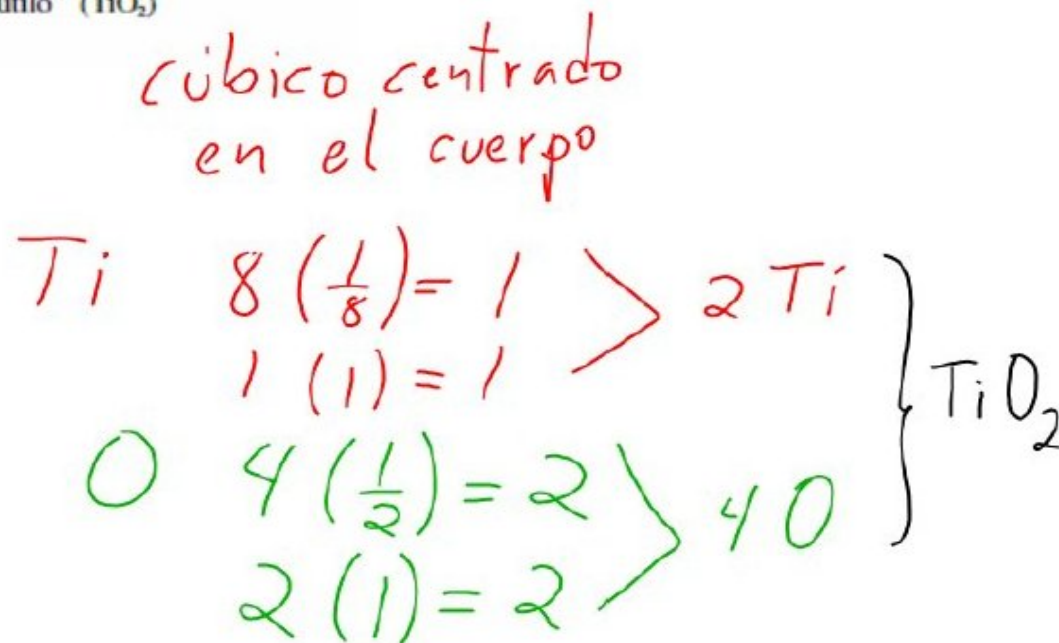 (TiO₂)
cúbico centrado
en el cuerpo
Ti 8 (1/8) = 1 > 2 Ti
1 (1) = 1
O 4 (1/2) = 2 > 4 O
2 (1) = 2
} TiO₂